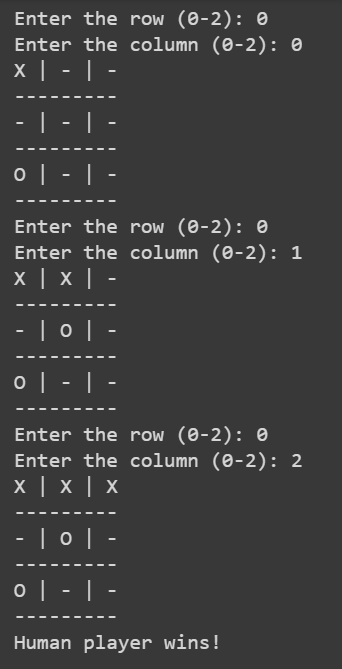 Enter the row (0-2): 0
Enter the column (0-2): 0
X | - | -
---------
- | - | -
---------
O | - | -
---------
Enter the row (0-2): 0
Enter the column (0-2): 1
X | X | -
---------
- | O | -
---------
O | - | -
---------
Enter the row (0-2): 0
Enter the column (0-2): 2
X | X | X
---------
- | O | -
---------
O | - | -
---------
Human player wins!